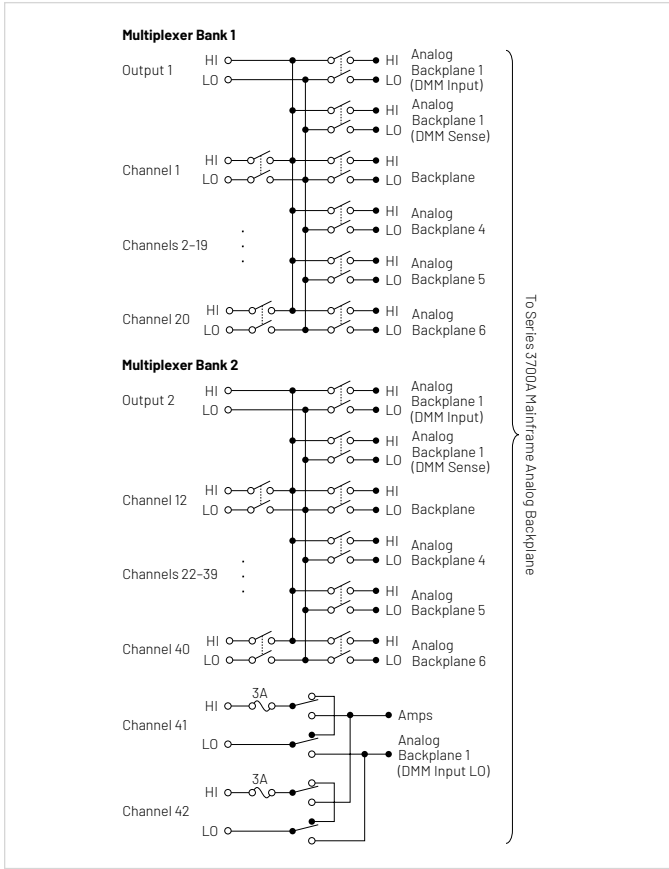 Multiplexer Bank 1
Output 1
HI
LO
HI Analog
Backplane 1
LO (DMM Input)
HI Analog
Backplane 1
LO (DMM Sense)
Channel 1
HI
LO
HI
LO Backplane
Channels 2–19
HI Analog
LO Backplane 4
HI Analog
LO Backplane 5
Channel 20
HI
LO
HI Analog
LO Backplane 6
Multiplexer Bank 2
Output 2
HI
LO
HI Analog
Backplane 1
LO (DMM Input)
HI Analog
Backplane 1
LO (DMM Sense)
Channel 12
HI
LO
HI
LO Backplane
Channels 22–39
HI Analog
LO Backplane 4
HI Analog
LO Backplane 5
Channel 40
HI
LO
HI Analog
LO Backplane 6
Channel 41
HI
3A
LO
Amps
Analog
Backplane 1
(DMM Input LO)
Channel 42
HI
3A
LO
To Series 3700A Mainframe Analog Backplane